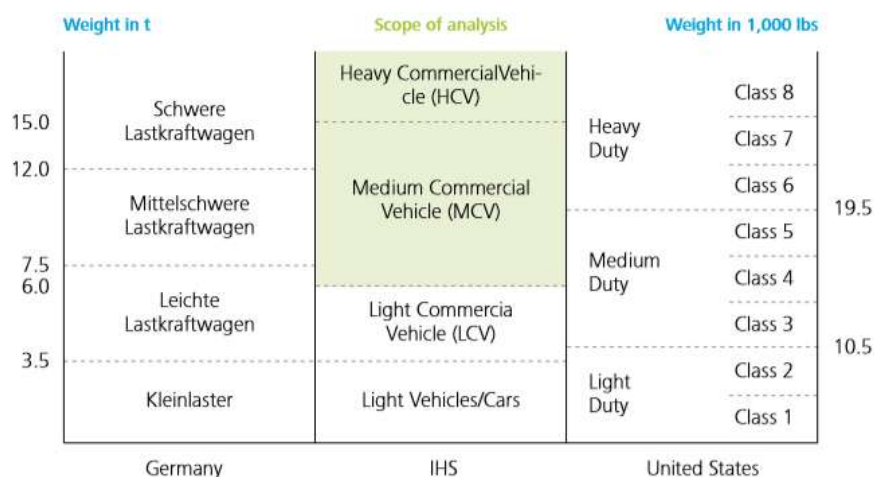 Weight in t
Scope of analysis
Weight in 1,000 lbs
Heavy CommercialVehi-
cle (HCV)
Class 8
Schwere
Lastkraftwagen
15.0
Heavy
Duty
Class 7
12.0
Class 6
Mittelschwere
Lastkraftwagen
Medium Commercial
Vehicle (MCV)
19.5
Class 5
7.5
Medium
Duty
Class 4
6.0
Leichte
Lastkraftwagen
Light Commercia
Vehicle (LCV)
Class 3
10.5
3.5
Class 2
Kleinlaster
Light Vehicles/Cars
Light
Duty
Class 1
Germany
IHS
United States